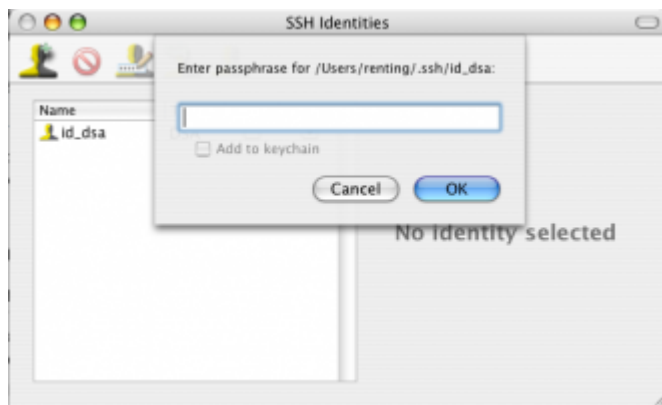 SSH Identities
Enter passphrase for /Users/renting/.ssh/id_dsa:
Name
id_dsa
Add to keychain
Cancel
OK
No identity selected